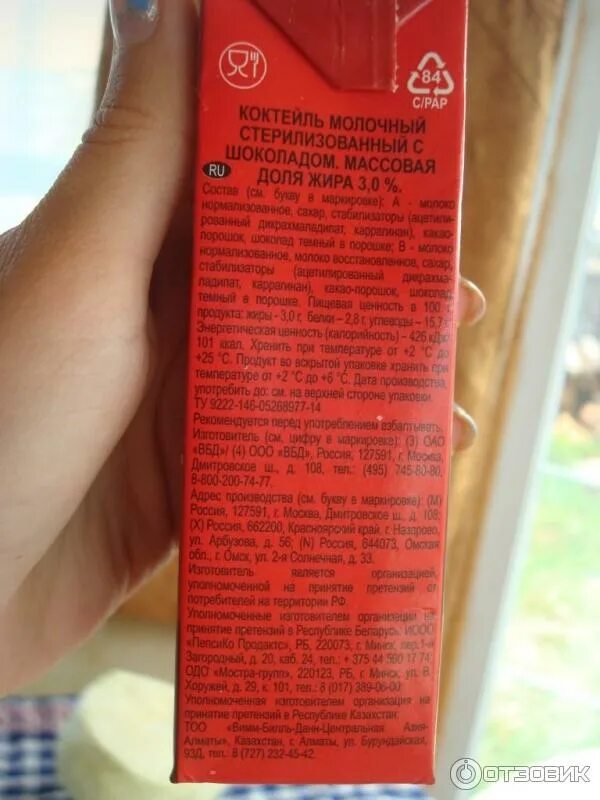 84
C/PAP
КОКТЕЙЛЬ МОЛОЧНЫЙ
СТЕРИЛИЗОВАННЫЙ С
ШОКОЛАДОМ. МАССОВАЯ
ДОЛЯ ЖИРА 3,0 %.
RU
Состав (см. букву в маркировке): А - молоко
нормализованное, сахар, стабилизаторы (ацетили-
рованный дикрахмаладипат, каррагинан), какао-
порошок, шоколад темный в порошке; В - молоко
нормализованное, молоко восстановленное, сахар,
стабилизаторы (ацетилированный дикрахма-
ладипат, каррагинан), какао-порошок, шоколад
темный в порошке. Пищевая ценность в 100 г
продукта: жиры - 3,0 г, белки – 2,8 г, углеводы – 15,7 г.
Энергетическая ценность (калорийность) – 426 кДж/
101 ккал. Хранить при температуре от +2 °С до
+25 °С. Продукт во вскрытой упаковке хранить при
температуре от +2 °С до +6 °С. Дата производства,
употребить до: см. на верхней стороне упаковки.
ТУ 9222-146-05268977-14
Рекомендуется перед употреблением взбалтывать.
Изготовитель (см. цифру в маркировке): (3) ОАО
«ВБД»/ (4) ООО «ВБД», Россия, 127591, г. Москва,
Дмитровское ш., д. 108, тел.: (495) 745-80-80,
8-800-200-74-77.
Адрес производства (см. букву в маркировке): (М)
Россия, 127591, г. Москва, Дмитровское ш., д. 108;
(X) Россия, 662200, Красноярский край, г. Назарово,
ул. Арбузова, д. 56; (N) Россия, 644073, Омская
обл., г. Омск, ул. 2-я Солнечная, д. 33.
Изготовитель является организацией,
уполномоченной на принятие претензий от
потребителей на территории РФ.
Уполномоченные изготовителем организации на
принятие претензий в Республике Беларусь: ИООО
«ПепсиКо Продактс», РБ, 220073, г. Минск, пер. 1-й
Загородный, д. 20, каб. 24, тел.: + 375 44 560 17 74;
ОДО «Мостра-групп», 220123, РБ, г. Минск, ул. В.
Хоружей, д. 29, к. 101, тел.: 8 (017) 389-06-00.
Уполномоченная изготовителем организация на
принятие претензий в Республике Казахстан:
ТОО «Вимм-Билль-Данн-Центральная Азия-
Алматы», Казахстан, г. Алматы, ул. Бурундайская,
93Д, тел.: 8 (727) 232-45-42.
ОТЗОВИК